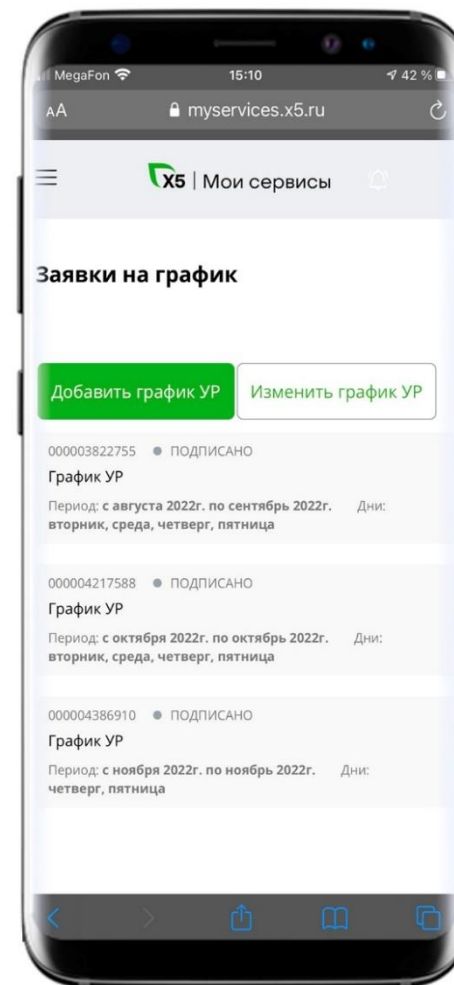 MegaFon 15:10 42 %
AA myservices.x5.ru
X5 | Мои сервисы
Заявки на график
Добавить график УР Изменить график УР
000003822755 ● ПОДПИСАНО
График УР
Период: с августа 2022г. по сентябрь 2022г. Дни:
вторник, среда, четверг, пятница
000004217588 ● ПОДПИСАНО
График УР
Период: с октября 2022г. по октябрь 2022г. Дни:
вторник, среда, четверг, пятница
000004386910 ● ПОДПИСАНО
График УР
Период: с ноября 2022г. по ноябрь 2022г. Дни:
четверг, пятница